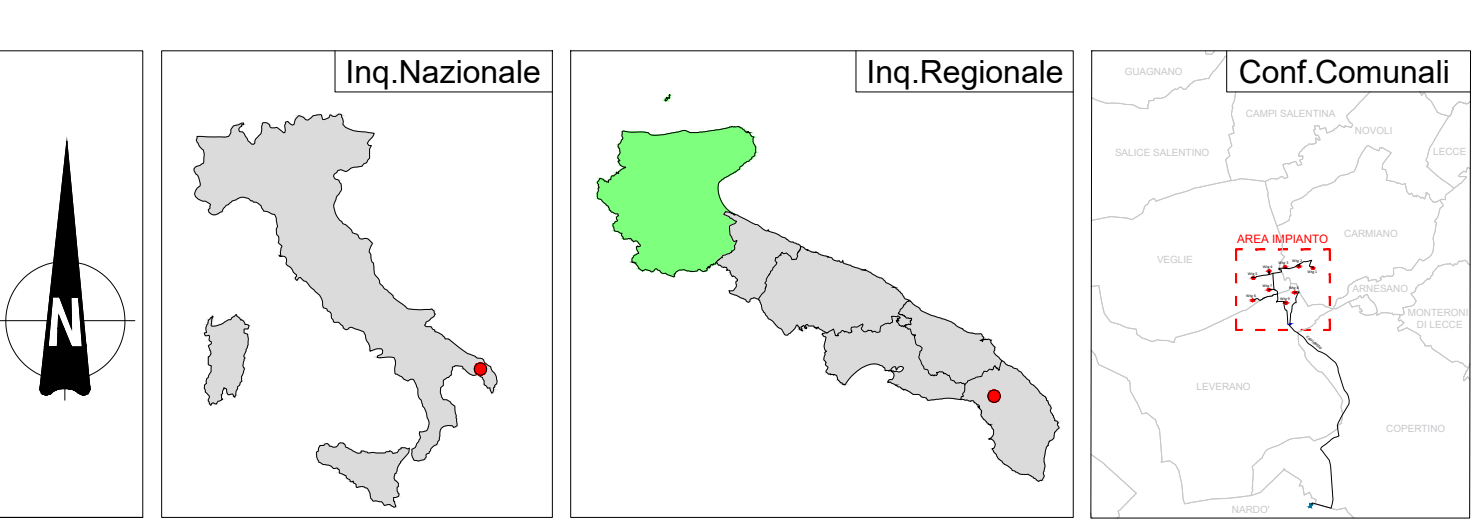 N
Inq.Nazionale
Inq.Regionale
Conf.Comunali
GUAGNANO
CAMPI SALENTINA
NOVOLI
SALICE SALENTINO
LECCE
AREA IMPIANTO
CARMIANO
VEGLIE
ARNESANO
MONTERONI
DI LECCE
LEVERANO
COPERTINO
NARDO'